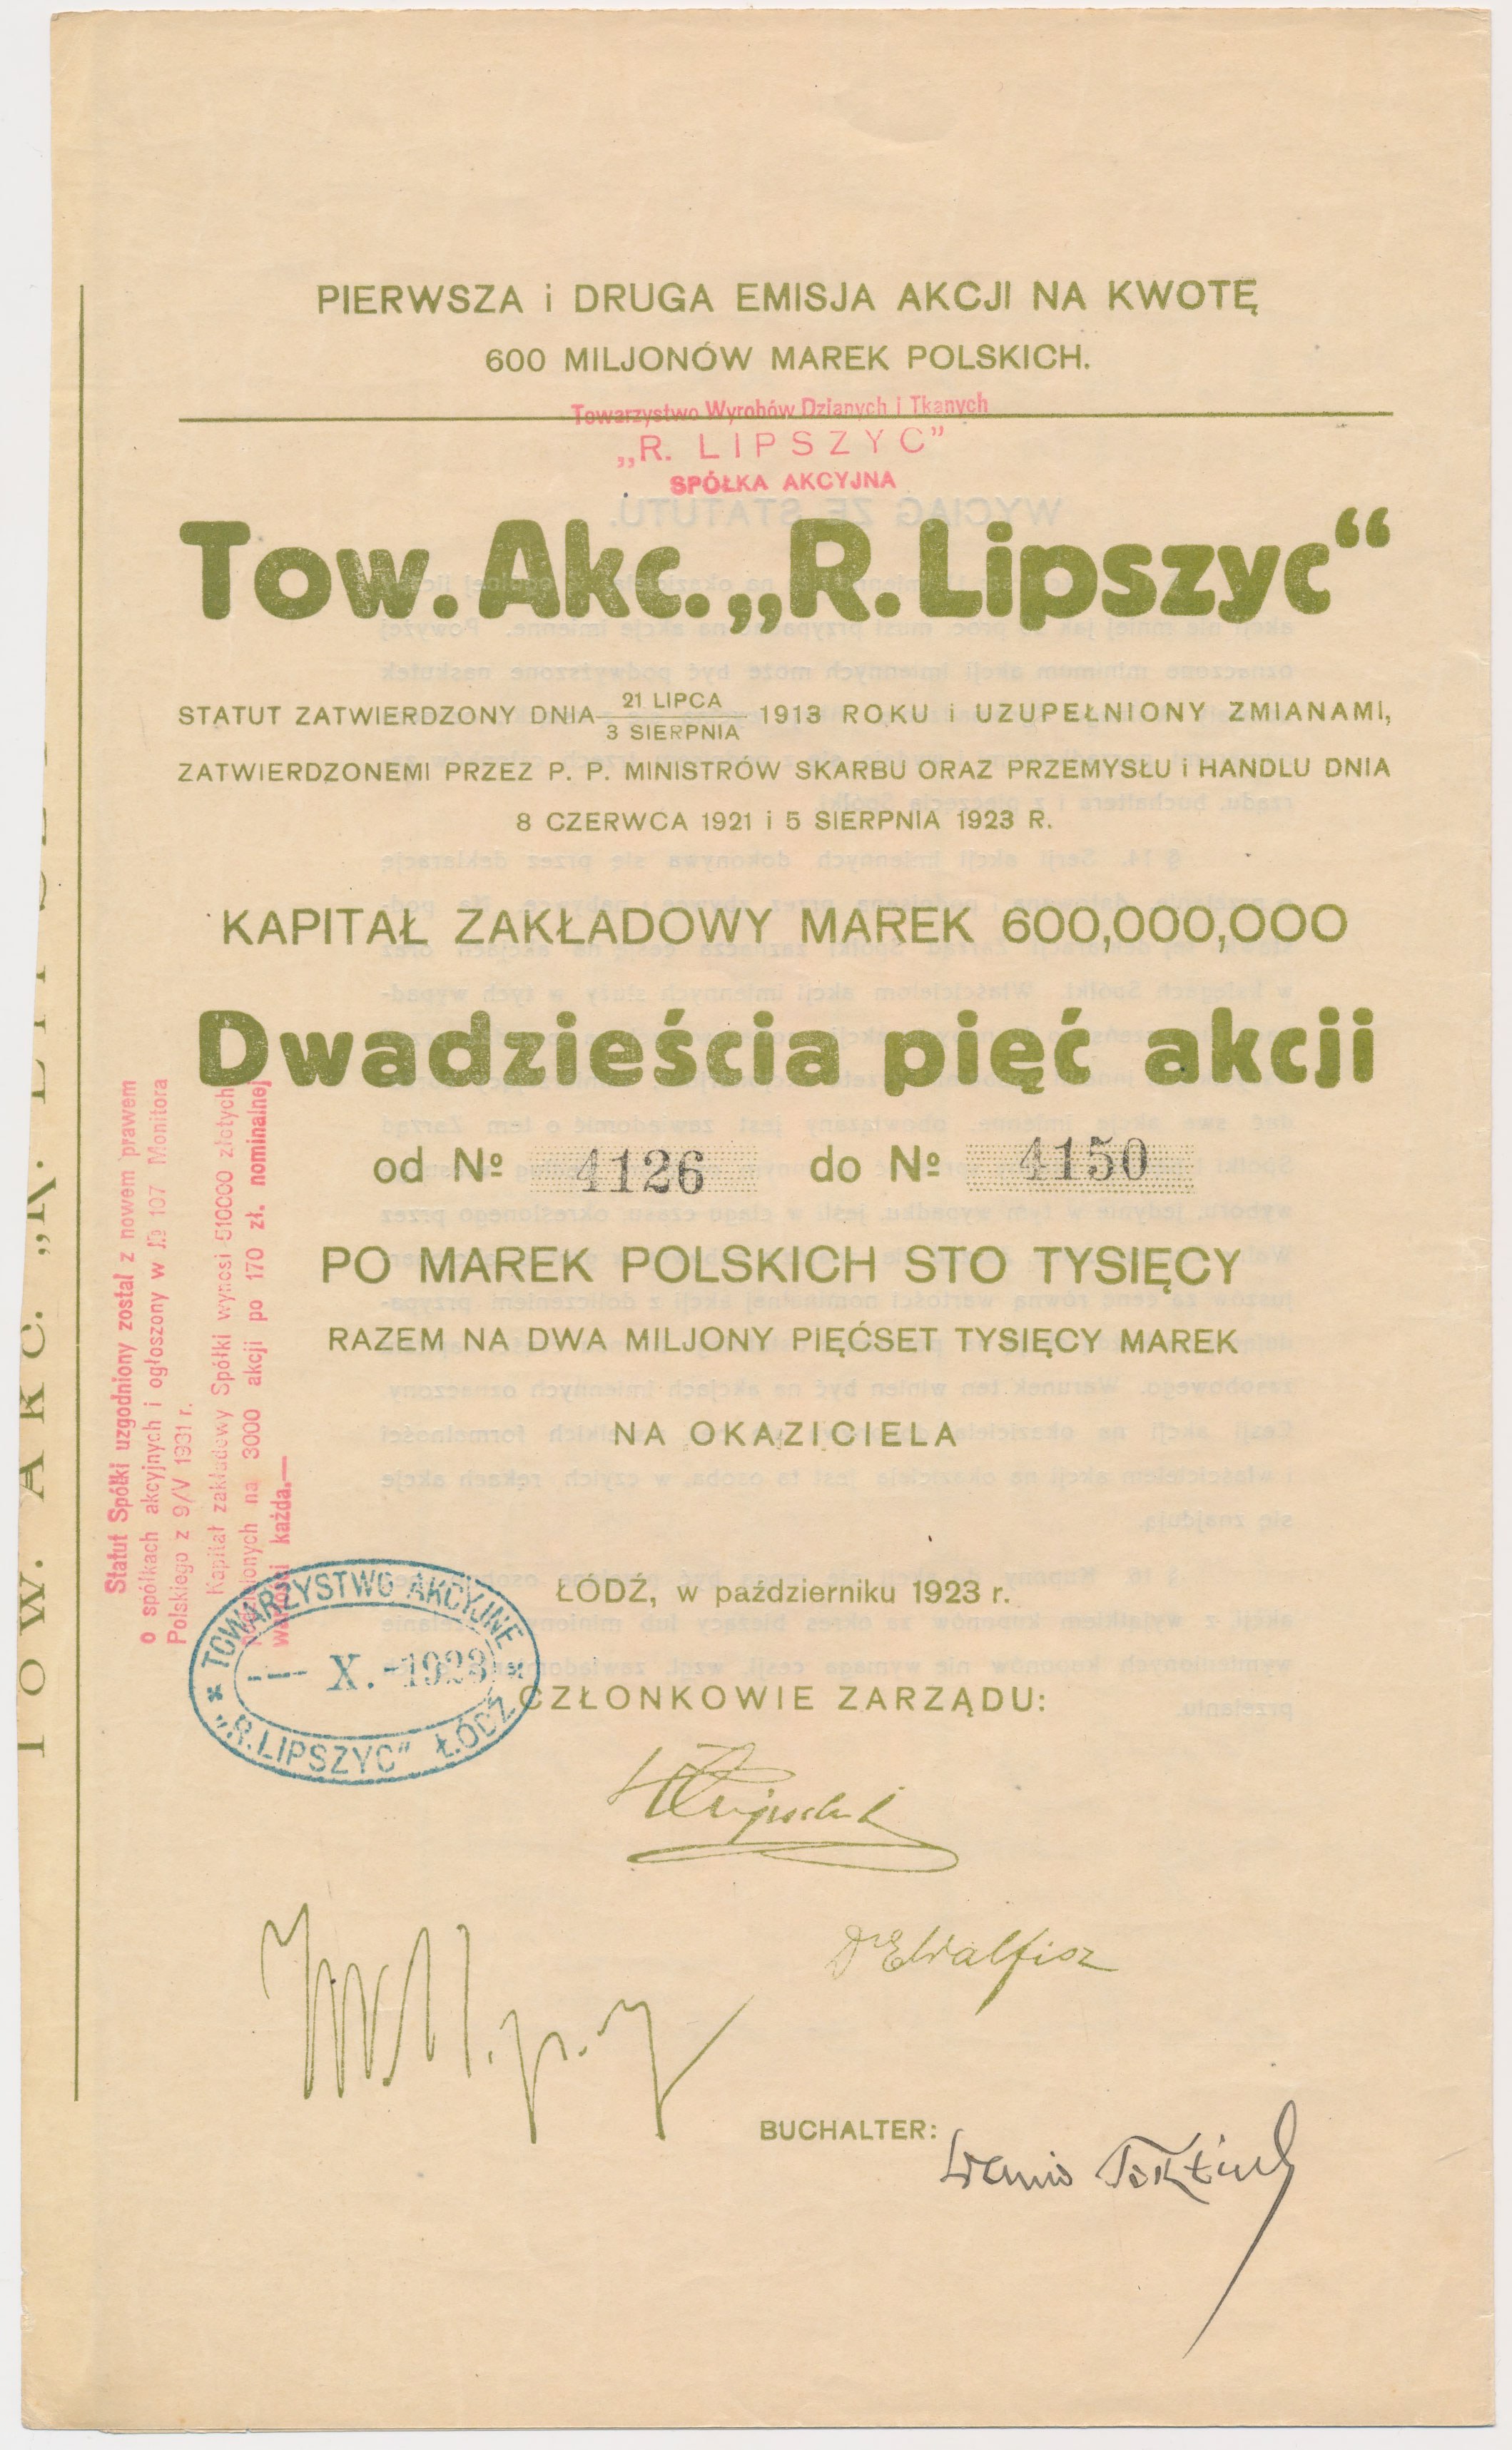 PIERWSZA i DRUGA EMISJA AKCJI NA KWOTĘ
600 MILJONÓW MAREK POLSKICH.
Towarzystwo Wyrobów Dzianych i Tkanych
„R. LIPSZYC”
SPÓŁKA AKCYJNA
Tow. Akc. „R. Lipszyc“
STATUT ZATWIERDZONY DNIA 21 LIPCA / 3 SIERPNIA 1913 ROKU i UZUPEŁNIONY ZMIANAMI,
ZATWIERDZONEMI PRZEZ P. P. MINISTRÓW SKARBU ORAZ PRZEMYSŁU i HANDLU DNIA
8 CZERWCA 1921 i 5 SIERPNIA 1923 R.
KAPITAŁ ZAKŁADOWY MAREK 600,000,000
Dwadzieścia pięć akcji
od Nº 4126 do Nº 4150
PO MAREK POLSKICH STO TYSIĘCY
RAZEM NA DWA MILJONY PIĘĆSET TYSIĘCY MAREK
NA OKAZICIELA
ŁÓDŹ, w październiku 1923 r.
CZŁONKOWIE ZARZĄDU:
BUCHALTER:
Statut Spółki uzgodniony został z nowem prawem
o spółkach akcyjnych i ogłoszony w № 107 Monitora
Polskiego z 9/V 1931 r.
Kapitał zakładowy Spółki wynosi 510000 złotych
podzielonych na 3000 akcji po 170 zł. nominalnej
wartości każda.—
* TOWARZYSTWO AKCYJNE *
— X. -1923
„R. LIPSZYC” ŁÓDŹ
TOW. AKC. „R.